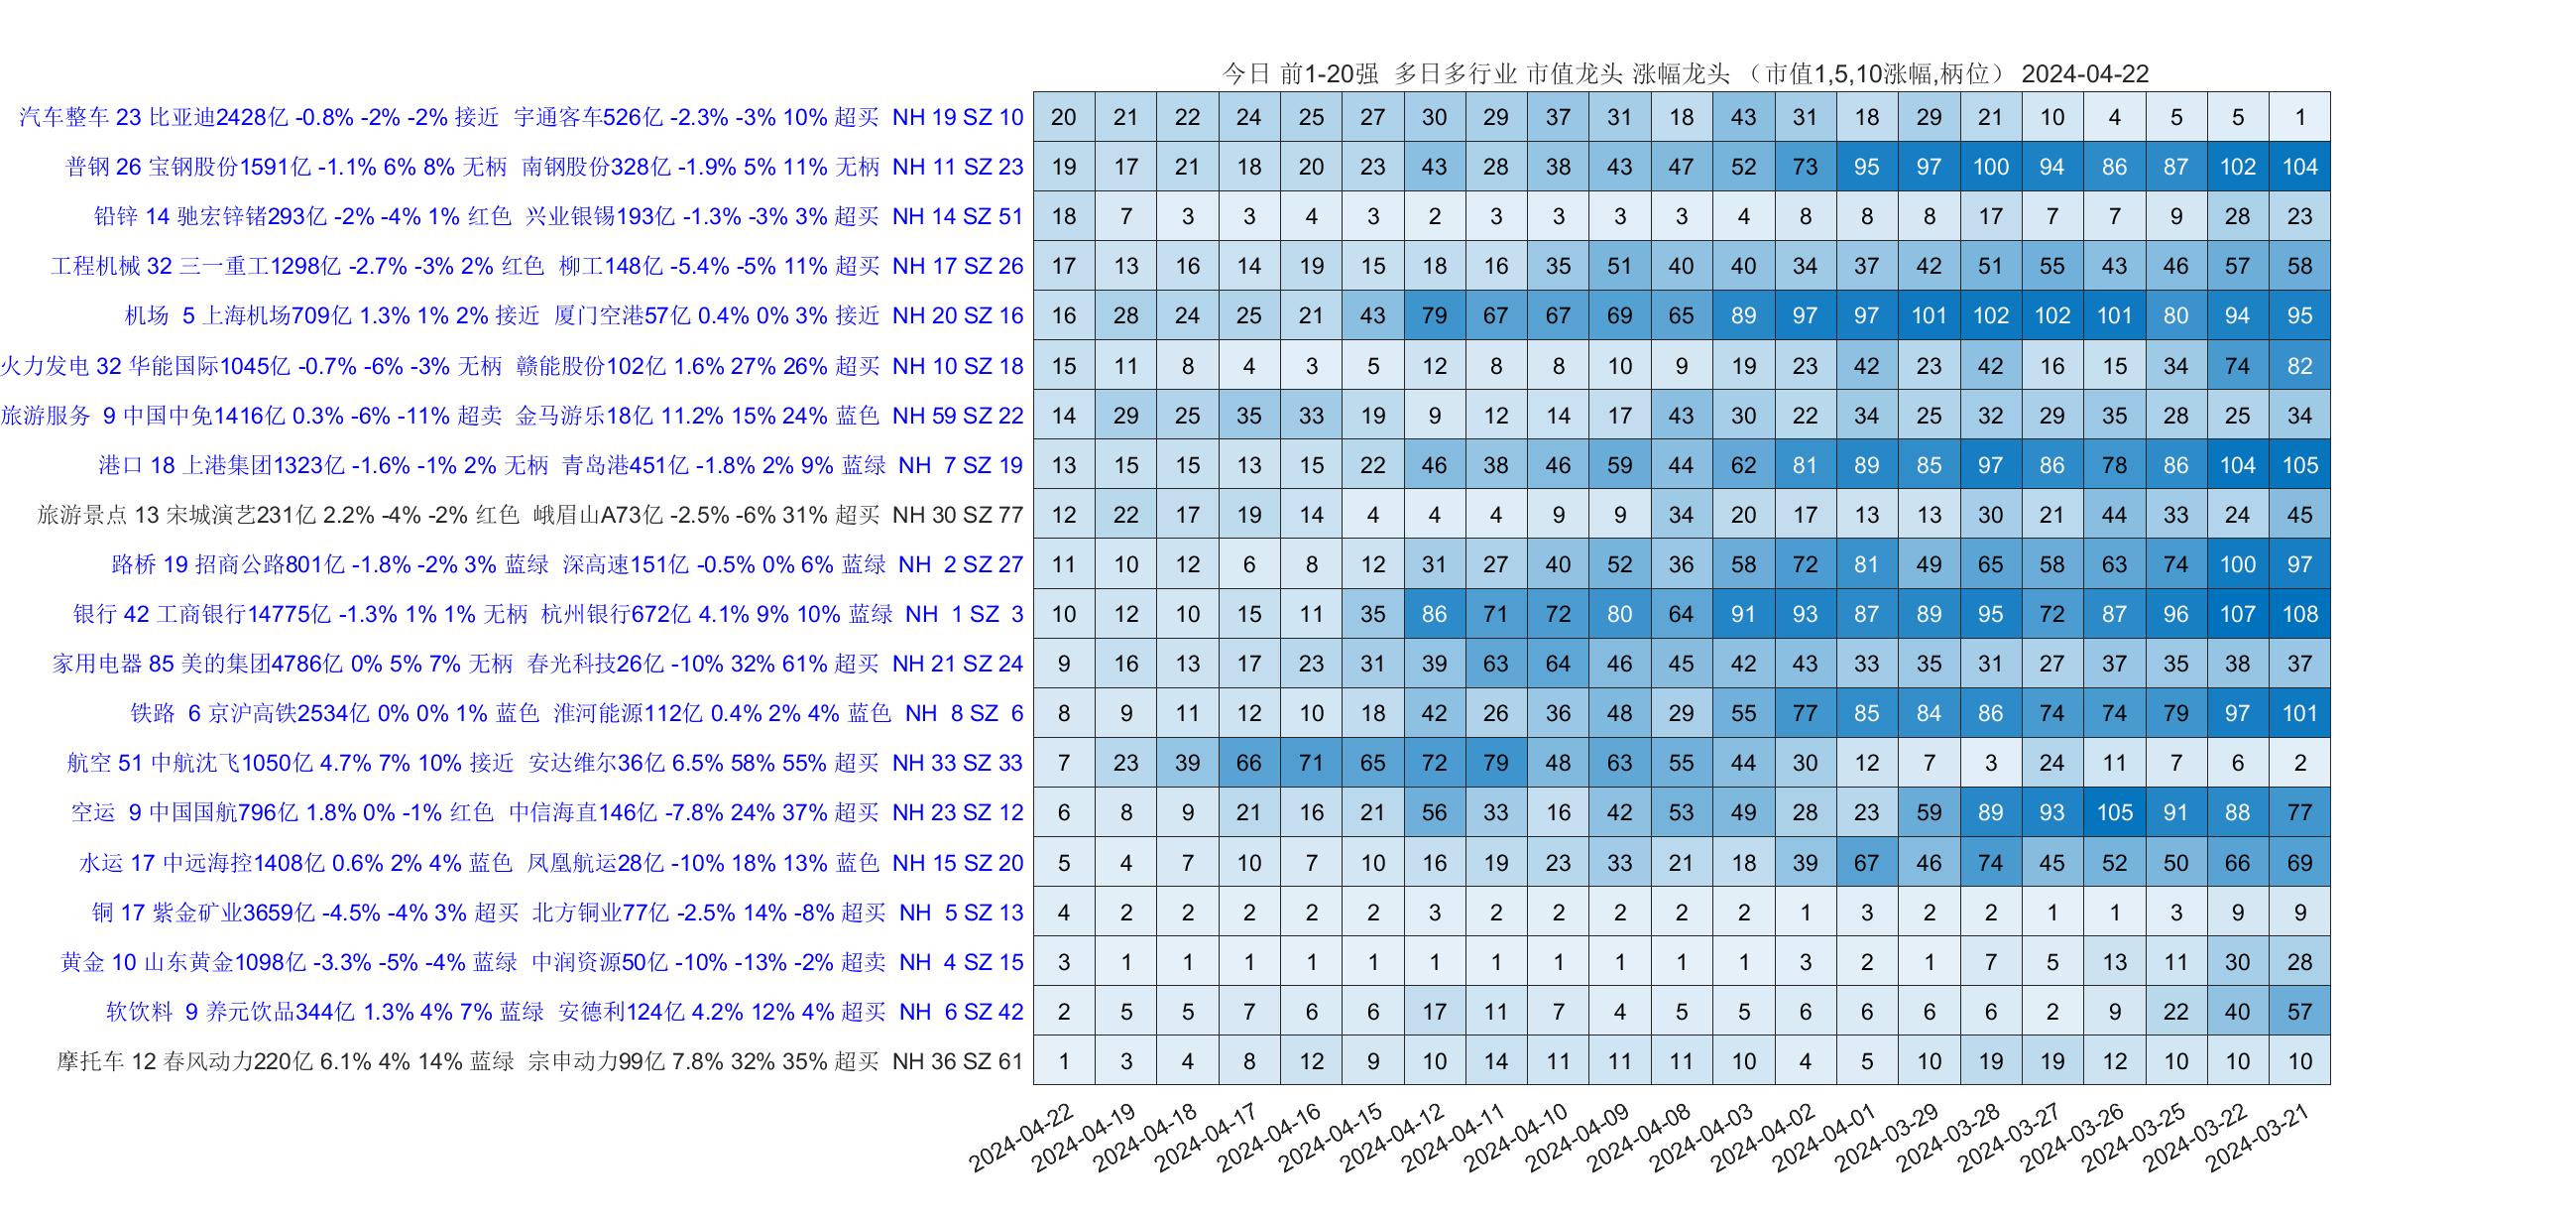 今日 前1-20强 多日多行业 市值龙头 涨幅龙头 （市值1,5,10涨幅,柄位） 2024-04-22
汽车整车 23 比亚迪2428亿 -0.8% -2% -2% 接近 宇通客车526亿 -2.3% -3% 10% 超买 NH 19 SZ 10 20 21 22 24 25 27 30 29 37 31 18 43 31 18 29 21 10 4 5 5 1
普钢 26 宝钢股份1591亿 -1.1% 6% 8% 无柄 南钢股份328亿 -1.9% 5% 11% 无柄 NH 11 SZ 23 19 17 21 18 20 23 43 28 38 43 47 52 73 95 97 100 94 86 87 102 104
铅锌 14 驰宏锌锗293亿 -2% -4% 1% 红色 兴业银锡193亿 -1.3% -3% 3% 超买 NH 14 SZ 51 18 7 3 3 4 3 2 3 3 3 3 4 8 8 8 17 7 7 9 28 23
工程机械 32 三一重工1298亿 -2.7% -3% 2% 红色 柳工148亿 -5.4% -5% 11% 超买 NH 17 SZ 26 17 13 16 14 19 15 18 16 35 51 40 40 34 37 42 51 55 43 46 57 58
机场 5 上海机场709亿 1.3% 1% 2% 接近 厦门空港57亿 0.4% 0% 3% 接近 NH 20 SZ 16 16 28 24 25 21 43 79 67 67 69 65 89 97 97 101 102 102 101 80 94 95
火力发电 32 华能国际1045亿 -0.7% -6% -3% 无柄 赣能股份102亿 1.6% 27% 26% 超买 NH 10 SZ 18 15 11 8 4 3 5 12 8 8 10 9 19 23 42 23 42 16 15 34 74 82
旅游服务 9 中国中免1416亿 0.3% -6% -11% 超卖 金马游乐18亿 11.2% 15% 24% 蓝色 NH 59 SZ 22 14 29 25 35 33 19 9 12 14 17 43 30 22 34 25 32 29 35 28 25 34
港口 18 上港集团1323亿 -1.6% -1% 2% 无柄 青岛港451亿 -1.8% 2% 9% 蓝绿 NH 7 SZ 19 13 15 15 13 15 22 46 38 46 59 44 62 81 89 85 97 86 78 86 104 105
旅游景点 13 宋城演艺231亿 2.2% -4% -2% 红色 峨眉山A73亿 -2.5% -6% 31% 超买 NH 30 SZ 77 12 22 17 19 14 4 4 4 9 9 34 20 17 13 13 30 21 44 33 24 45
路桥 19 招商公路801亿 -1.8% -2% 3% 蓝绿 深高速151亿 -0.5% 0% 6% 蓝绿 NH 2 SZ 27 11 10 12 6 8 12 31 27 40 52 36 58 72 81 49 65 58 63 74 100 97
银行 42 工商银行14775亿 -1.3% 1% 1% 无柄 杭州银行672亿 4.1% 9% 10% 蓝绿 NH 1 SZ 3 10 12 10 15 11 35 86 71 72 80 64 91 93 87 89 95 72 87 96 107 108
家用电器 85 美的集团4786亿 0% 5% 7% 无柄 春光科技26亿 -10% 32% 61% 超买 NH 21 SZ 24 9 16 13 17 23 31 39 63 64 46 45 42 43 33 35 31 27 37 35 38 37
铁路 6 京沪高铁2534亿 0% 0% 1% 蓝色 淮河能源112亿 0.4% 2% 4% 蓝色 NH 8 SZ 6 8 9 11 12 10 18 42 26 36 48 29 55 77 85 84 86 74 74 79 97 101
航空 51 中航沈飞1050亿 4.7% 7% 10% 接近 安达维尔36亿 6.5% 58% 55% 超买 NH 33 SZ 33 7 23 39 66 71 65 72 79 48 63 55 44 30 12 7 3 24 11 7 6 2
空运 9 中国国航796亿 1.8% 0% -1% 红色 中信海直146亿 -7.8% 24% 37% 超买 NH 23 SZ 12 6 8 9 21 16 21 56 33 16 42 53 49 28 23 59 89 93 105 91 88 77
水运 17 中远海控1408亿 0.6% 2% 4% 蓝色 凤凰航运28亿 -10% 18% 13% 蓝色 NH 15 SZ 20 5 4 7 10 7 10 16 19 23 33 21 18 39 67 46 74 45 52 50 66 69
铜 17 紫金矿业3659亿 -4.5% -4% 3% 超买 北方铜业77亿 -2.5% 14% -8% 超买 NH 5 SZ 13 4 2 2 2 2 2 3 2 2 2 2 2 1 3 2 2 1 1 3 9 9
黄金 10 山东黄金1098亿 -3.3% -5% -4% 蓝绿 中润资源50亿 -10% -13% -2% 超卖 NH 4 SZ 15 3 1 1 1 1 1 1 1 1 1 1 1 3 2 1 7 5 13 11 30 28
软饮料 9 养元饮品344亿 1.3% 4% 7% 蓝绿 安德利124亿 4.2% 12% 4% 超买 NH 6 SZ 42 2 5 5 7 6 6 17 11 7 4 5 5 6 6 6 6 2 9 22 40 57
摩托车 12 春风动力220亿 6.1% 4% 14% 蓝绿 宗申动力99亿 7.8% 32% 35% 超买 NH 36 SZ 61 1 3 4 8 12 9 10 14 11 11 11 10 4 5 10 19 19 12 10 10 10
2024-04-22 2024-04-19 2024-04-18 2024-04-17 2024-04-16 2024-04-15 2024-04-12 2024-04-11 2024-04-10 2024-04-09 2024-04-08 2024-04-03 2024-04-02 2024-04-01 2024-03-29 2024-03-28 2024-03-27 2024-03-26 2024-03-25 2024-03-22 2024-03-21